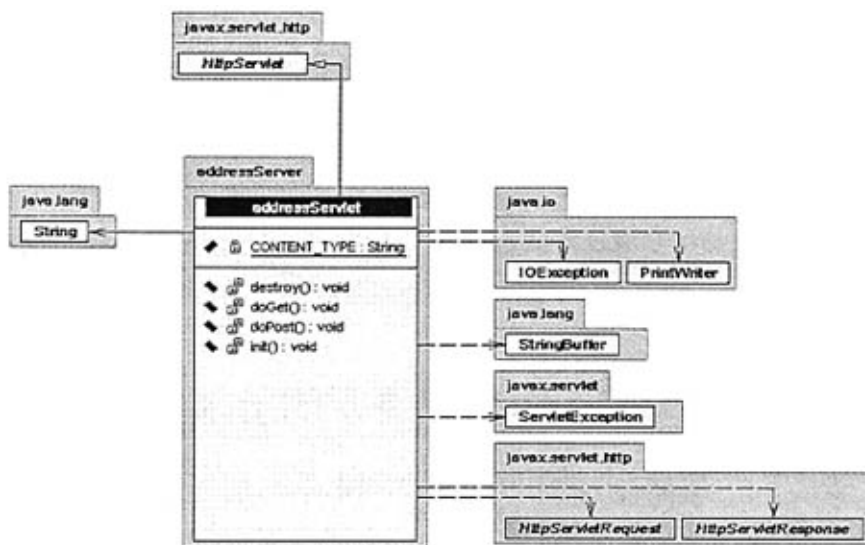 javax.servlet.http
HttpServlet
addressServer
addressServlet
java.lang
String
CONTENT_TYPE : String
destroy() : void
doGet() : void
doPost() : void
init() : void
java.io
IOException
PrintWriter
java.lang
StringBuffer
javax.servlet
ServletException
javax.servlet.http
HttpServletRequest
HttpServletResponse